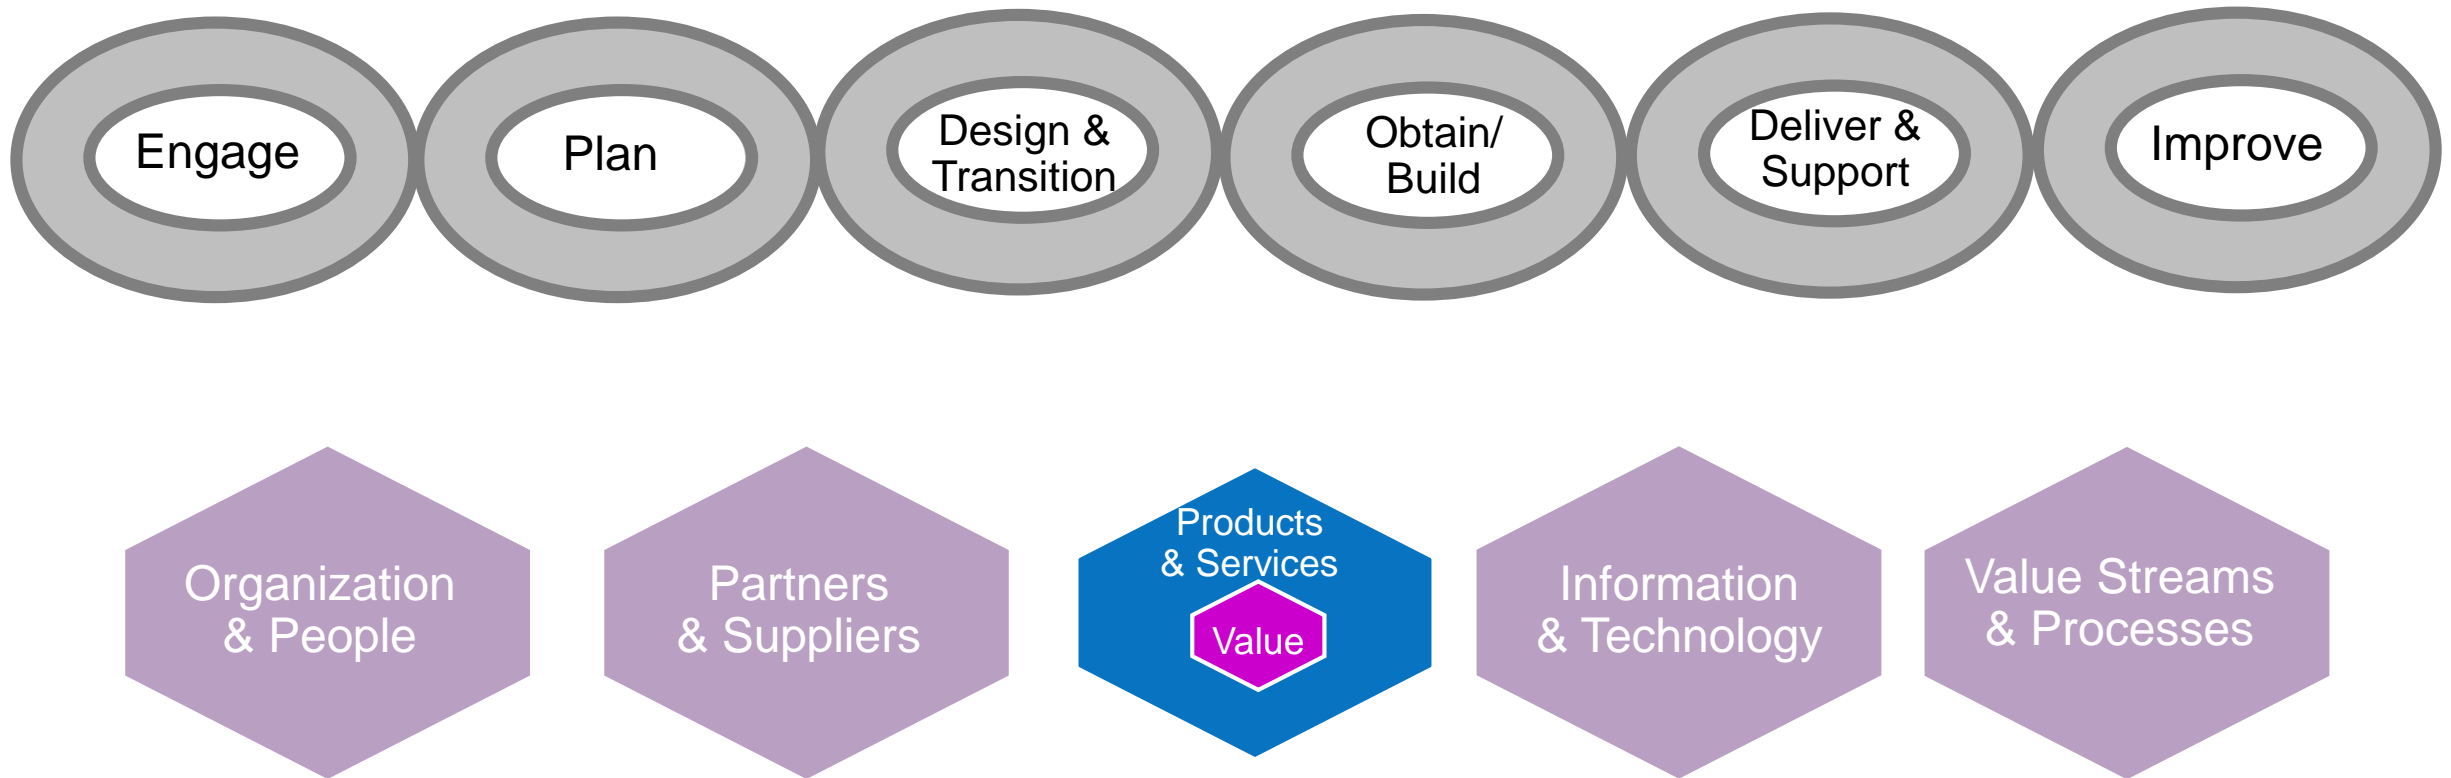 Engage
Plan
Design &
Transition
Obtain/
Build
Deliver &
Support
Improve
Organization
& People
Partners
& Suppliers
Products
& Services
Value
Information
& Technology
Value Streams
& Processes